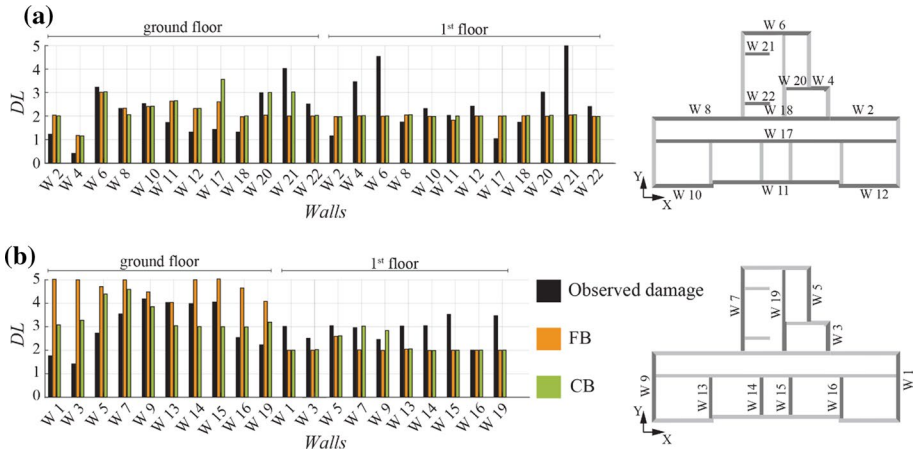 (a)
ground floor
1st floor
DL
5
4
3
2
1
0
W 2
W 4
W 6
W 8
W 10
W 11
W 12
W 17
W 18
W 20
W 21
W 22
W 2
W 4
W 6
W 8
W 10
W 11
W 12
W 17
W 18
W 20
W 21
W 22
Walls
W 6
W 21
W 20
W 4
W 22
W 8
W 18
W 2
W 17
W 10
W 11
W 12
Y
X
(b)
ground floor
1st floor
DL
5
4
3
2
1
0
W 1
W 3
W 5
W 7
W 9
W 13
W 14
W 15
W 16
W 19
W 1
W 3
W 5
W 7
W 9
W 13
W 14
W 15
W 16
W 19
Walls
Observed damage
FB
CB
W 7
W 19
W 5
W 3
W 9
W 13
W 14
W 15
W 16
W 1
Y
X